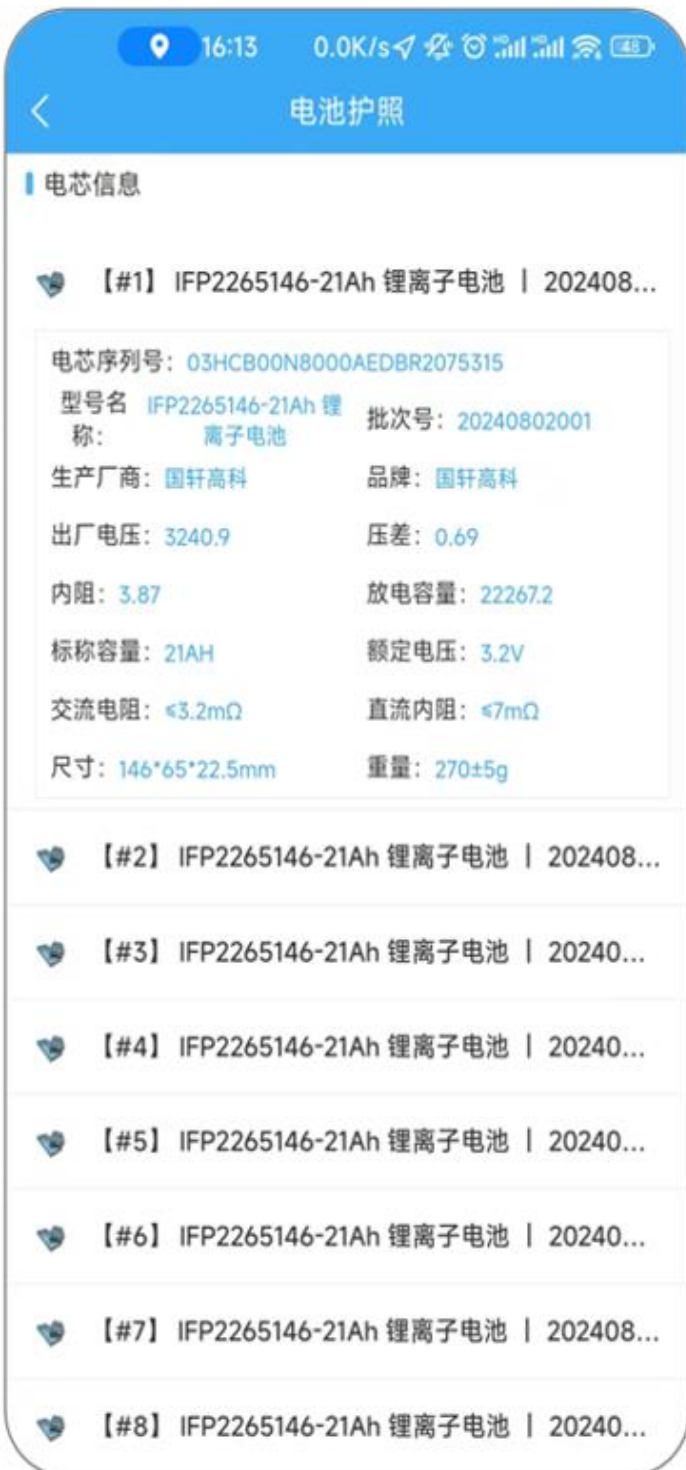 16:13 0.0K/s 48
电池护照
电芯信息
【#1】 IFP2265146-21Ah 锂离子电池 | 202408...
电芯序列号: 03HCB00N8000AEDBR2075315
型号名称: IFP2265146-21Ah 锂离子电池 批次号: 20240802001
生产厂商: 国轩高科 品牌: 国轩高科
出厂电压: 3240.9 压差: 0.69
内阻: 3.87 放电容量: 22267.2
标称容量: 21AH 额定电压: 3.2V
交流电阻: ≤3.2mΩ 直流内阻: ≤7mΩ
尺寸: 146*65*22.5mm 重量: 270±5g
【#2】 IFP2265146-21Ah 锂离子电池 | 202408...
【#3】 IFP2265146-21Ah 锂离子电池 | 20240...
【#4】 IFP2265146-21Ah 锂离子电池 | 20240...
【#5】 IFP2265146-21Ah 锂离子电池 | 20240...
【#6】 IFP2265146-21Ah 锂离子电池 | 20240...
【#7】 IFP2265146-21Ah 锂离子电池 | 202408...
【#8】 IFP2265146-21Ah 锂离子电池 | 20240...